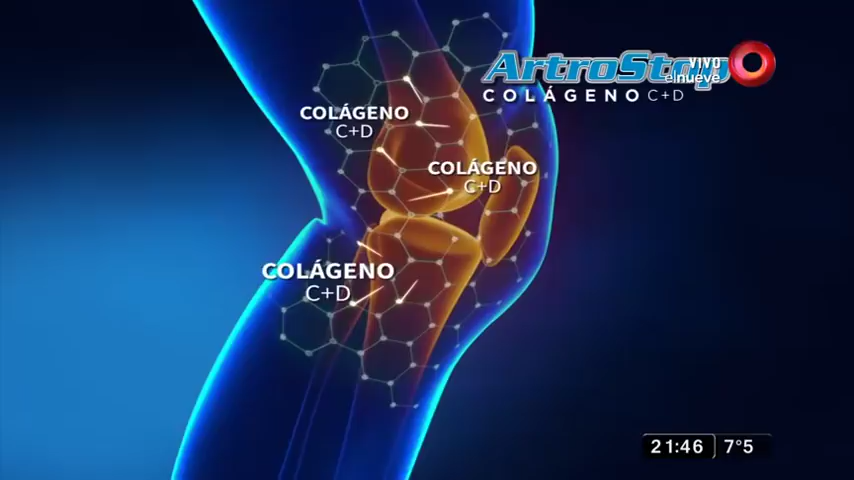 ArtroStop
VIVO
elnueve
COLÁGENO C+D
COLÁGENO
C+D
COLÁGENO
C+D
COLÁGENO
C+D
21:46 7°5